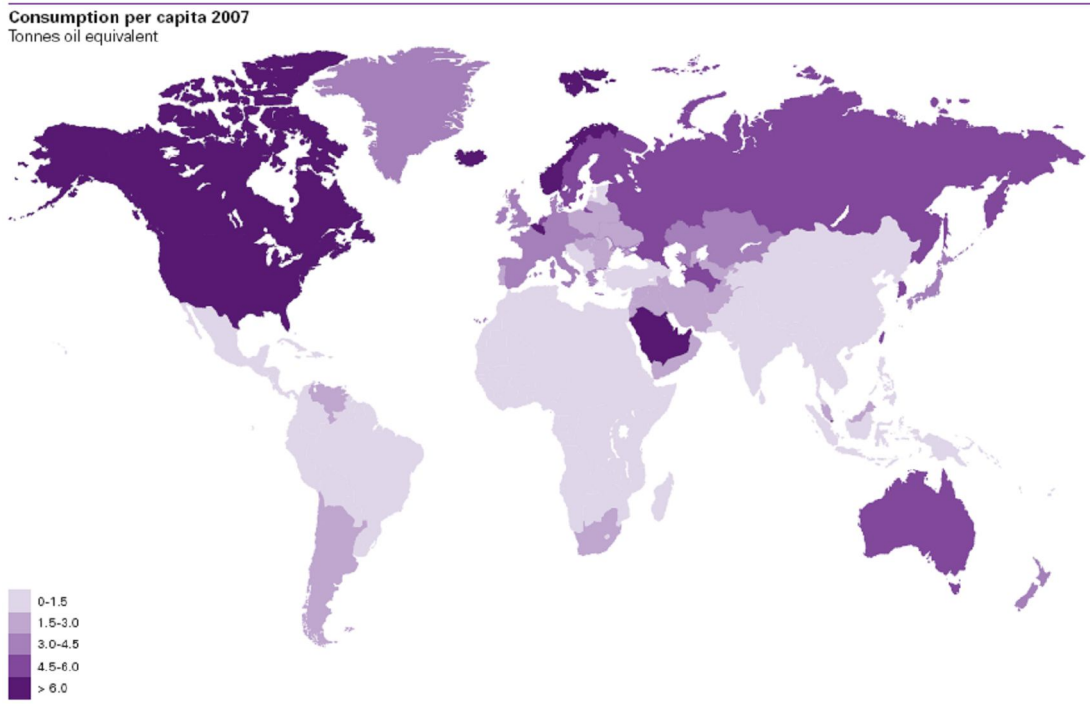 Consumption per capita 2007
Tonnes oil equivalent
0-1.5
1.5-3.0
3.0-4.5
4.5-6.0
> 6.0